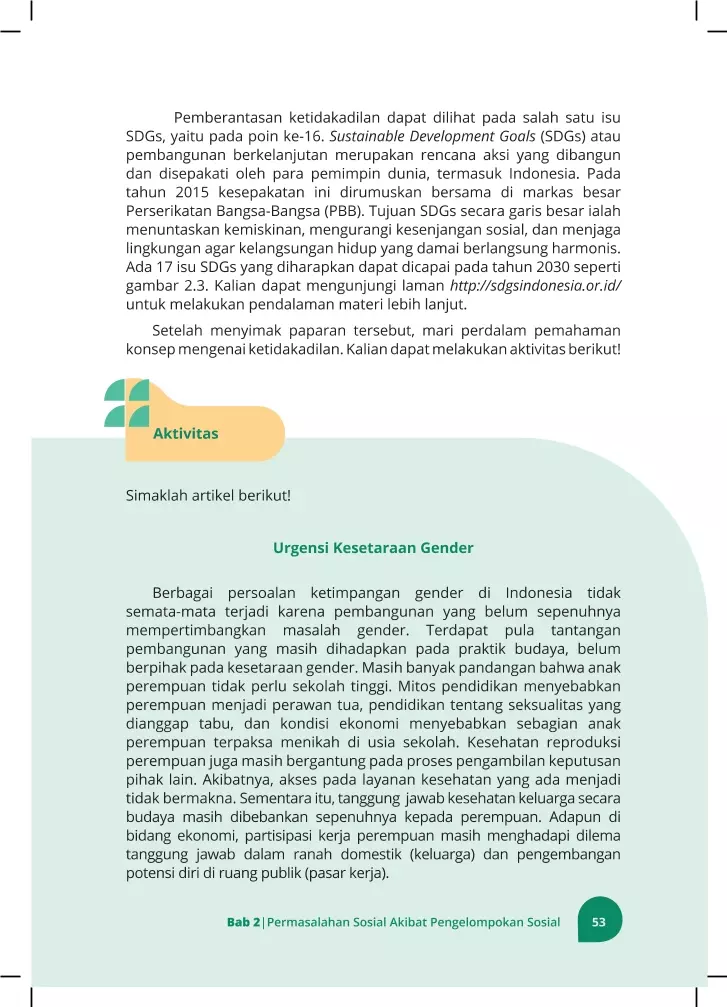 Pemberantasan ketidakadilan dapat dilihat pada salah satu isu
SDGs, yaitu pada poin ke-16. Sustainable Development Goals (SDGs) atau
pembangunan berkelanjutan merupakan rencana aksi yang dibangun
dan disepakati oleh para pemimpin dunia, termasuk Indonesia. Pada
tahun 2015 kesepakatan ini dirumuskan bersama di markas besar
Perserikatan Bangsa-Bangsa (PBB). Tujuan SDGs secara garis besar ialah
menuntaskan kemiskinan, mengurangi kesenjangan sosial, dan menjaga
lingkungan agar kelangsungan hidup yang damai berlangsung harmonis.
Ada 17 isu SDGs yang diharapkan dapat dicapai pada tahun 2030 seperti
gambar 2.3. Kalian dapat mengunjungi laman http://sdgsindonesia.or.id/
untuk melakukan pendalaman materi lebih lanjut.
Setelah menyimak paparan tersebut, mari perdalam pemahaman
konsep mengenai ketidakadilan. Kalian dapat melakukan aktivitas berikut!
Aktivitas
Simaklah artikel berikut!
Urgensi Kesetaraan Gender
Berbagai persoalan ketimpangan gender di Indonesia tidak
semata-mata terjadi karena pembangunan yang belum sepenuhnya
mempertimbangkan masalah gender. Terdapat pula tantangan
pembangunan yang masih dihadapkan pada praktik budaya, belum
berpihak pada kesetaraan gender. Masih banyak pandangan bahwa anak
perempuan tidak perlu sekolah tinggi. Mitos pendidikan menyebabkan
perempuan menjadi perawan tua, pendidikan tentang seksualitas yang
dianggap tabu, dan kondisi ekonomi menyebabkan sebagian anak
perempuan terpaksa menikah di usia sekolah. Kesehatan reproduksi
perempuan juga masih bergantung pada proses pengambilan keputusan
pihak lain. Akibatnya, akses pada layanan kesehatan yang ada menjadi
tidak bermakna. Sementara itu, tanggung jawab kesehatan keluarga secara
budaya masih dibebankan sepenuhnya kepada perempuan. Adapun di
bidang ekonomi, partisipasi kerja perempuan masih menghadapi dilema
tanggung jawab dalam ranah domestik (keluarga) dan pengembangan
potensi diri di ruang publik (pasar kerja).
Bab 2|Permasalahan Sosial Akibat Pengelompokan Sosial 53